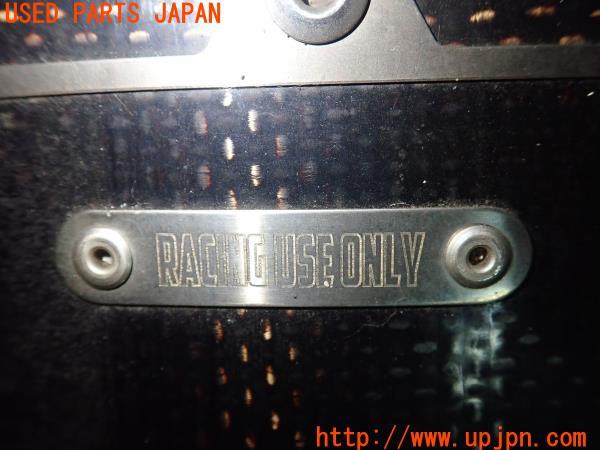 USED PARTS JAPAN
RACING USE ONLY
http://www.upjpn.com